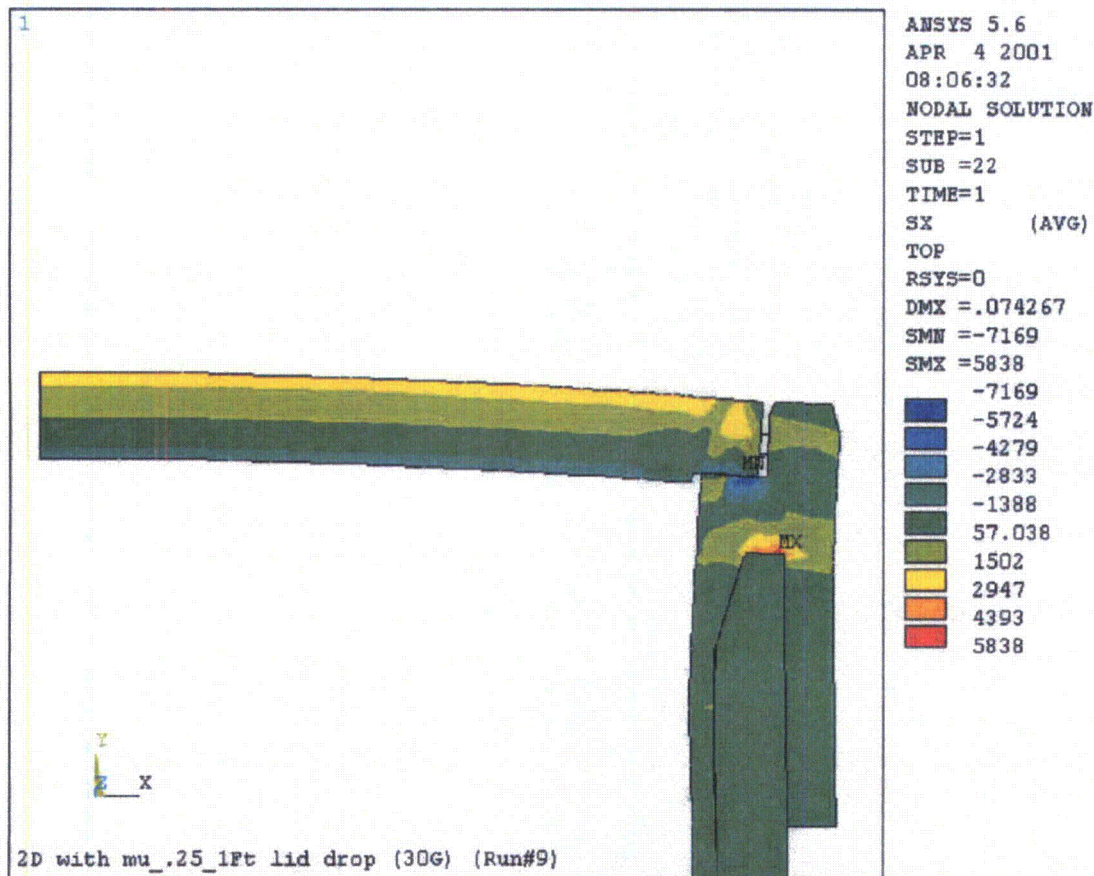 1
ANSYS 5.6
APR 4 2001
08:06:32
NODAL SOLUTION
STEP=1
SUB =22
TIME=1
SX (AVG)
TOP
RSYS=0
DMX =.074267
SMN =-7169
SMX =5838
-7169
-5724
-4279
-2833
-1388
57.038
1502
2947
4393
5838
MN
MX
Y
Z X
2D with mu_.25_1Ft lid drop (30G) (Run#9)